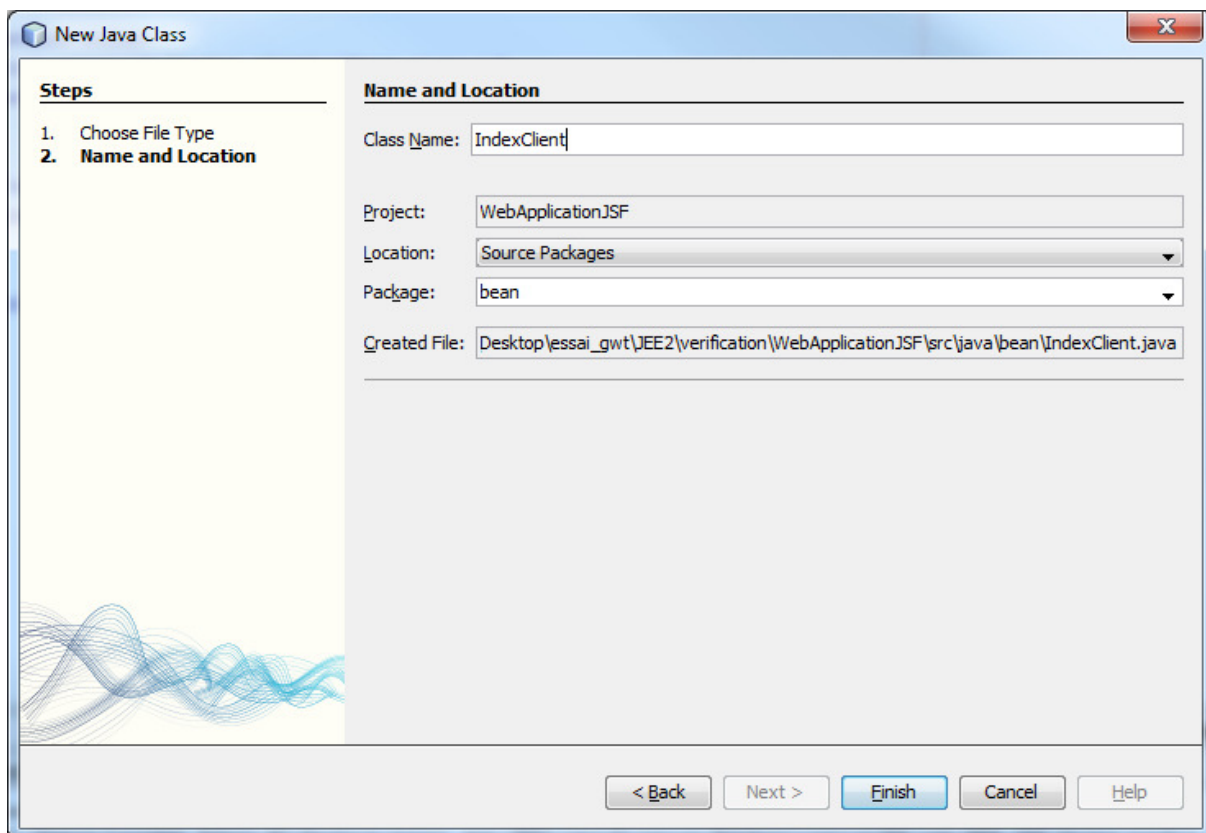 New Java Class
Steps
1. Choose File Type
2. Name and Location
Name and Location
Class Name: IndexClient
Project: WebApplicationJSF
Location: Source Packages
Package: bean
Created File: Desktop\essai_gwt\JEE2\verification\WebApplicationJSF\src\java\bean\IndexClient.java
< Back Next > Finish Cancel Help